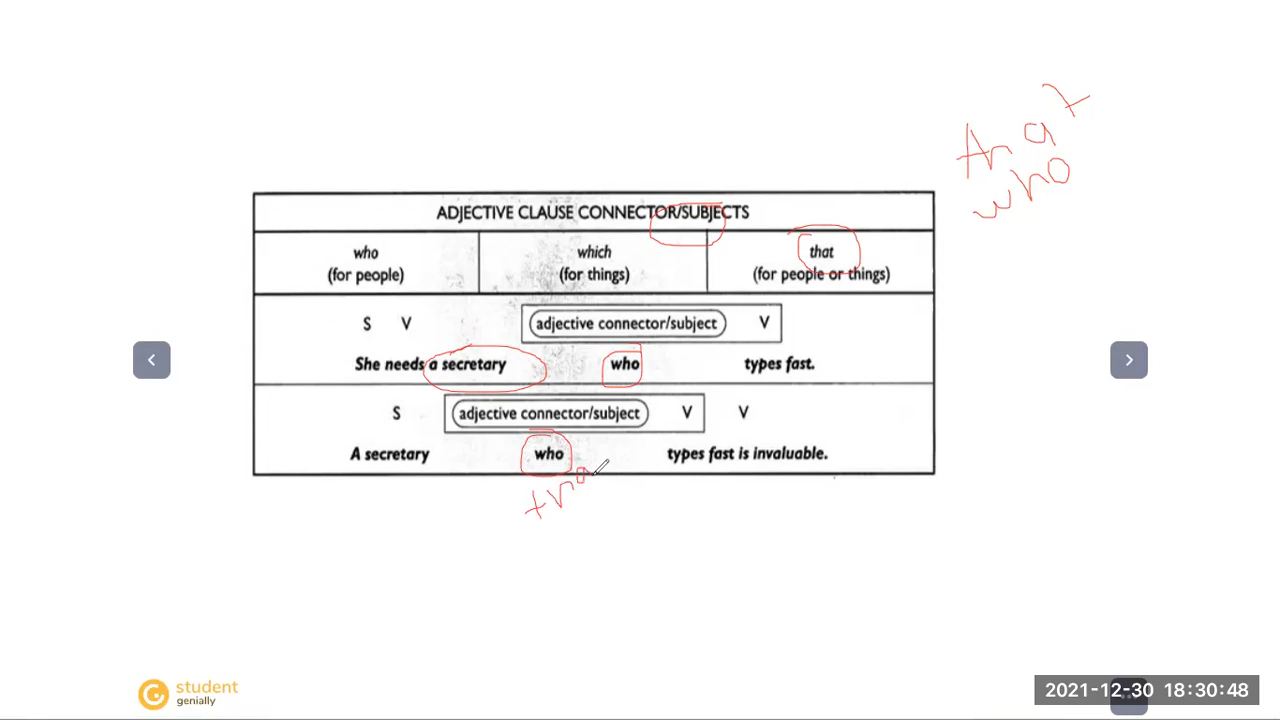 that
who
ADJECTIVE CLAUSE CONNECTOR/SUBJECTS
who which that
(for people) (for things) (for people or things)
S V adjective connector/subject V
She needs a secretary who types fast.
S adjective connector/subject V V
A secretary who types fast is invaluable.
tha
student
genially
2021-12-30 18:30:48